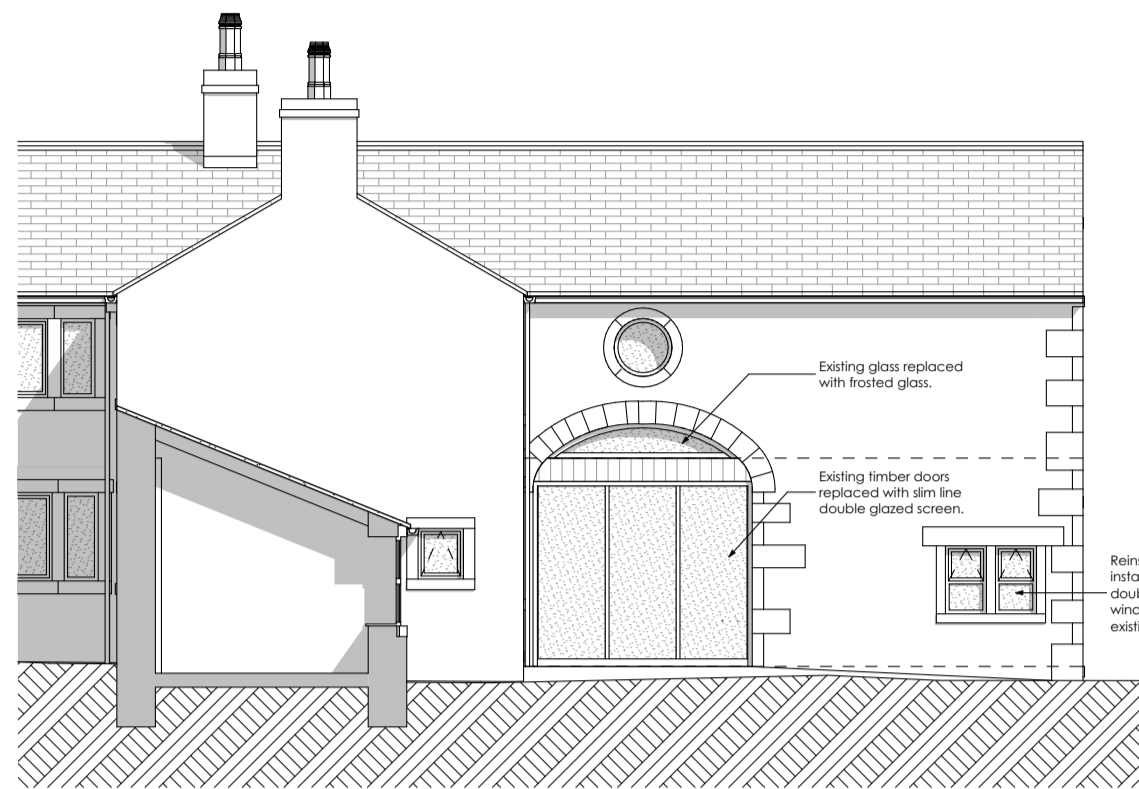 Existing glass replaced
with frosted glass.
Existing timber doors
replaced with slim line
double glazed screen.